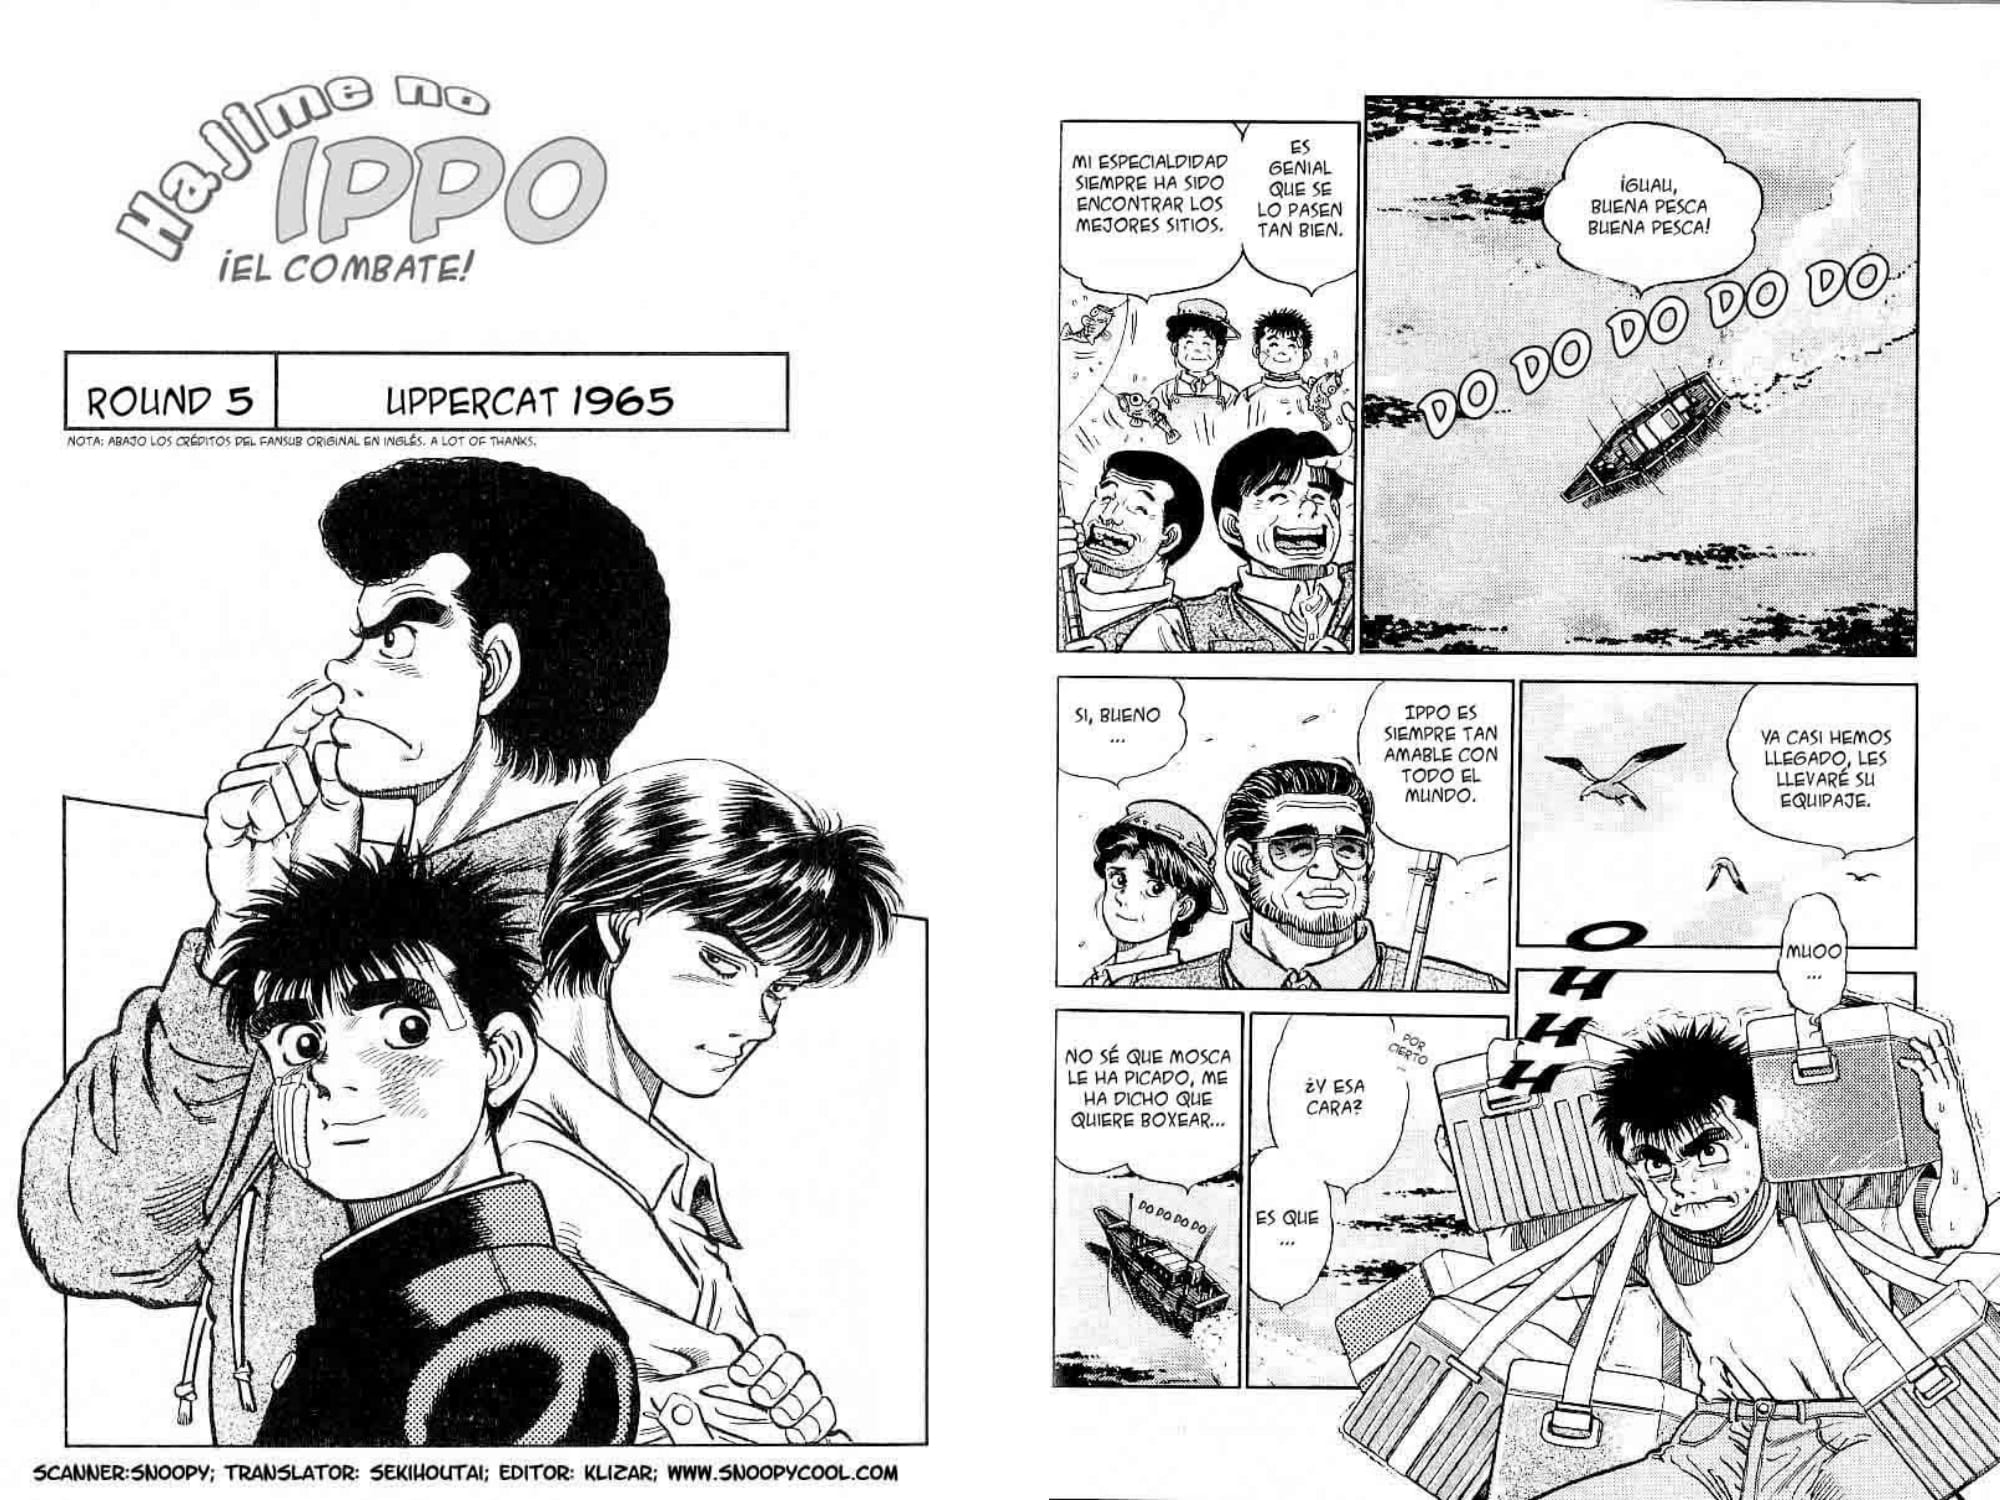 Hajime no
IPPO
¡EL COMBATE!
ROUND 5
UPPERCAT 1965
NOTA: ABAJO LOS CRÉDITOS DEL FANSUB ORIGINAL EN INGLÉS. A LOT OF THANKS.
SCANNER:SNOOPY; TRANSLATOR: SEKIHOUTAI; EDITOR: KLIZAR; WWW.SNOOPYCOOL.COM
¡GUAU,
BUENA PESCA
BUENA PESCA!
DO DO DO DO DO
ES
GENIAL
QUE SE
LO PASEN
TAN BIEN.
MI ESPECIALDIDAD
SIEMPRE HA SIDO
ENCONTRAR LOS
MEJORES SITIOS.
YA CASI HEMOS
LLEGADO, LES
LLEVARÉ SU
EQUIPAJE.
IPPO ES
SIEMPRE TAN
AMABLE CON
TODO EL
MUNDO.
SI, BUENO
...
MUOO
...
OHHH
POR
CIERTO
...
¿Y ESA
CARA?
ES QUE
...
NO SÉ QUE MOSCA
LE HA PICADO, ME
HA DICHO QUE
QUIERE BOXEAR...
DO DO DO DO